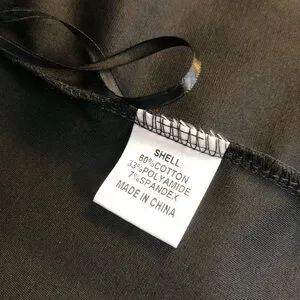 SHELL:
60%COTTON
33%POLYAMIDE
7%SPANDEX
MADE IN CHINA